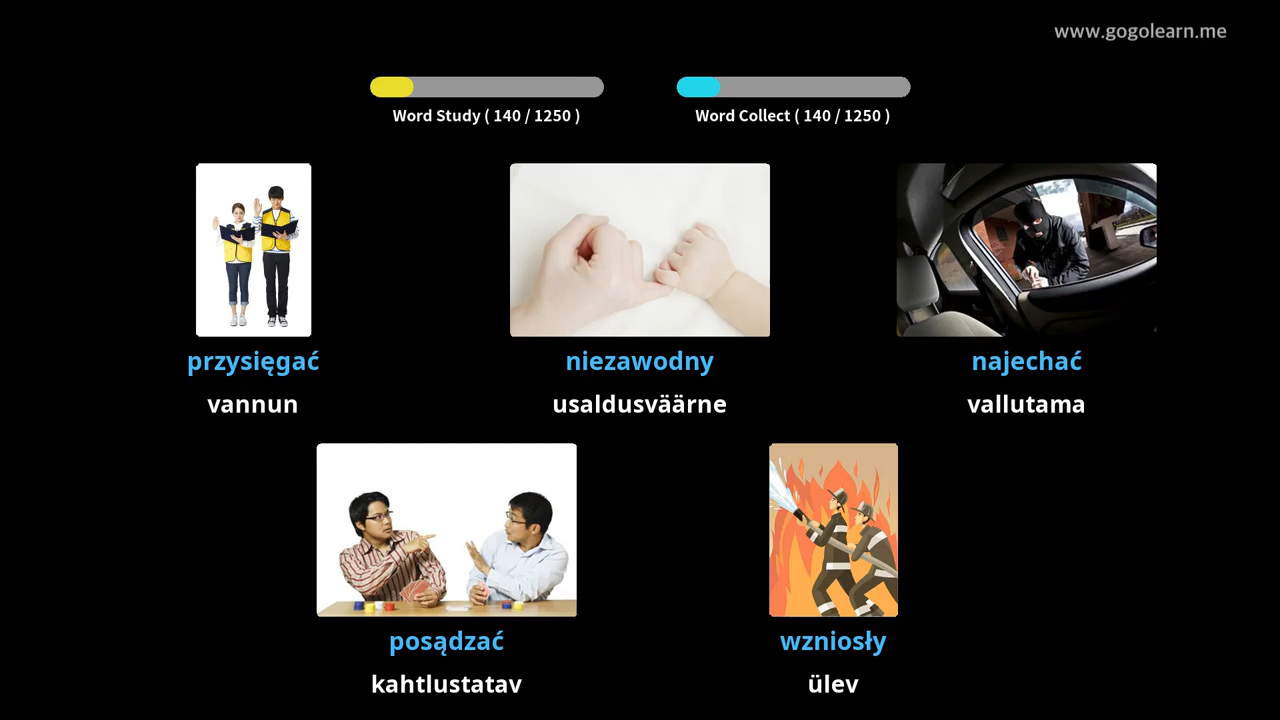 www.gogolearn.me
Word Study ( 140 / 1250 )
Word Collect ( 140 / 1250 )
przysięgać
vannun
niezawodny
usaldusväärne
najechać
vallutama
posądzać
kahtlustatav
wzniosły
ülev